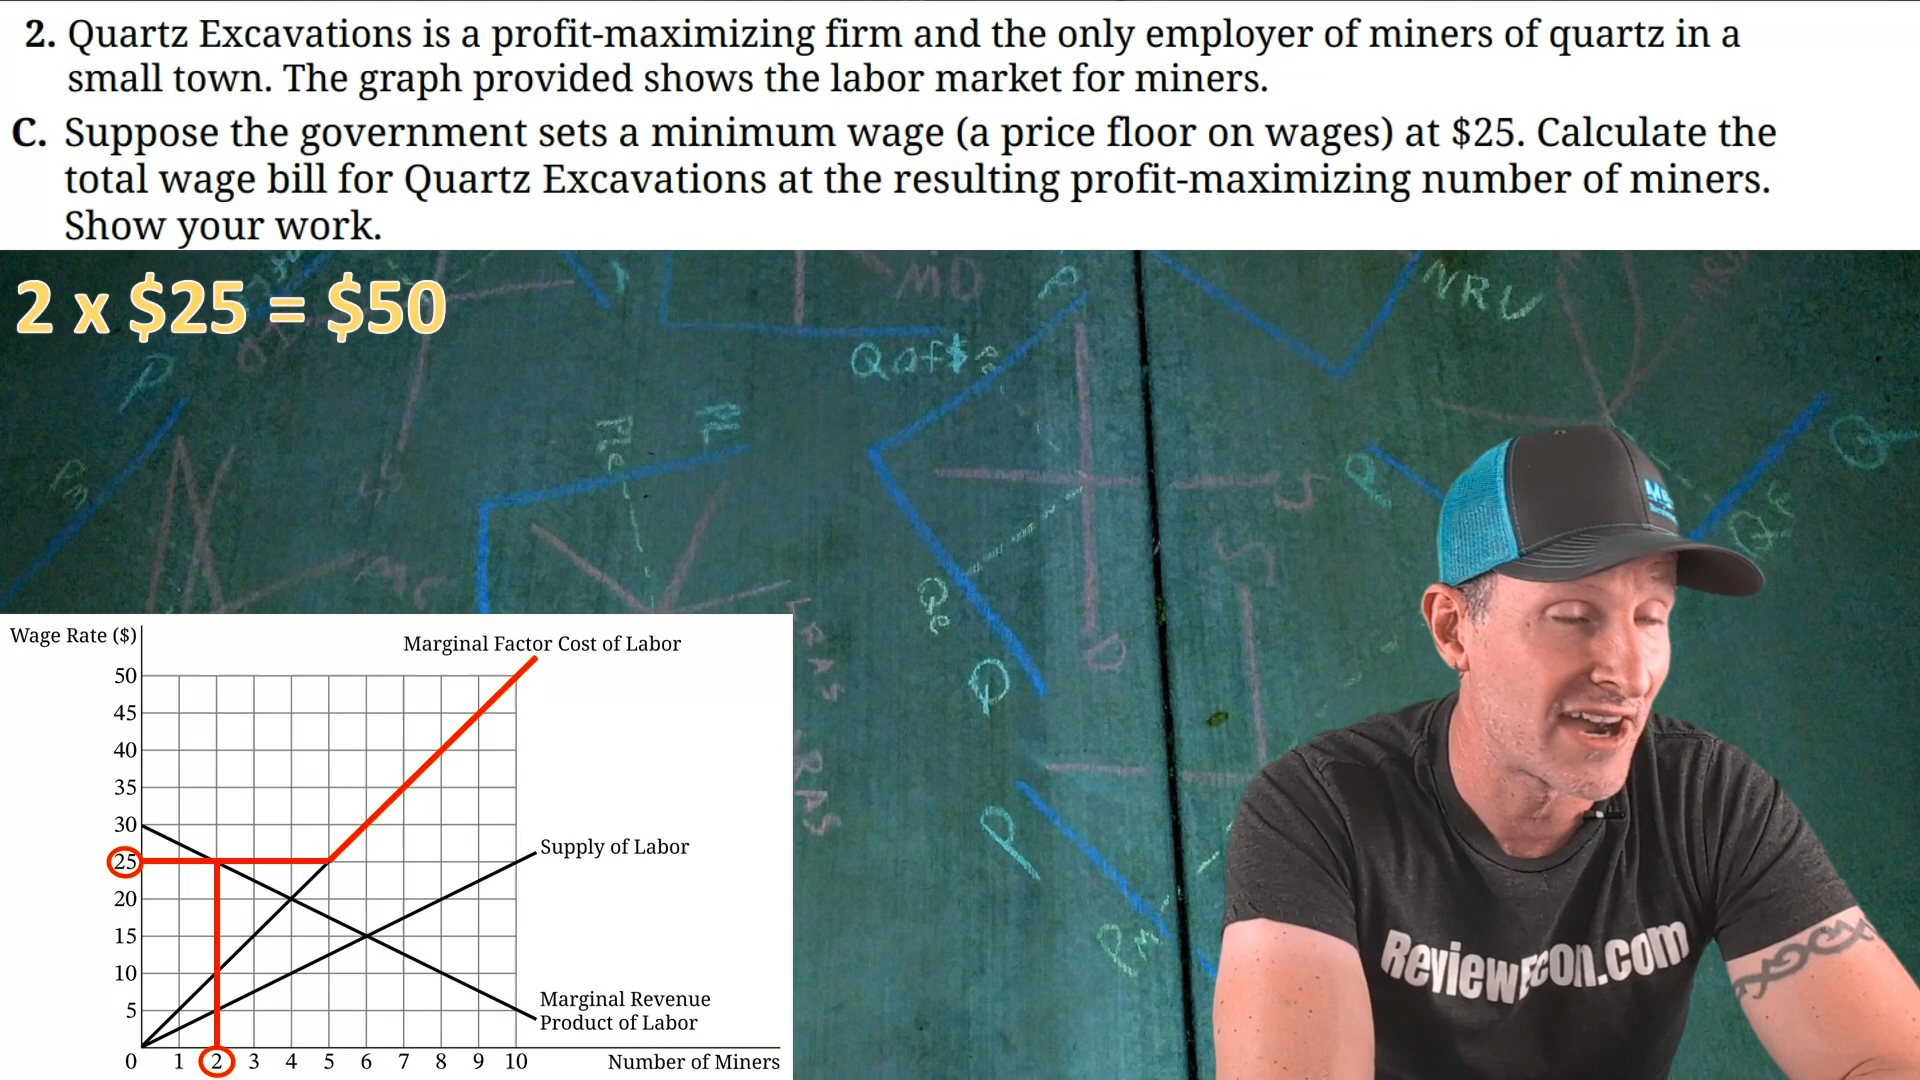 2. Quartz Excavations is a profit-maximizing firm and the only employer of miners of quartz in a
small town. The graph provided shows the labor market for miners.
C. Suppose the government sets a minimum wage (a price floor on wages) at $25. Calculate the
total wage bill for Quartz Excavations at the resulting profit-maximizing number of miners.
Show your work.
2 x $25 = $50
MD
P
NRU
Q of $
P
PL
P
S
Mc
Qe
D
Q
P
Wage Rate ($)
Marginal Factor Cost of Labor
50
45
40
35
30
25
20
15
10
5
Supply of Labor
Marginal Revenue
Product of Labor
0 1 2 3 4 5 6 7 8 9 10 Number of Miners
ReviewEcon.com